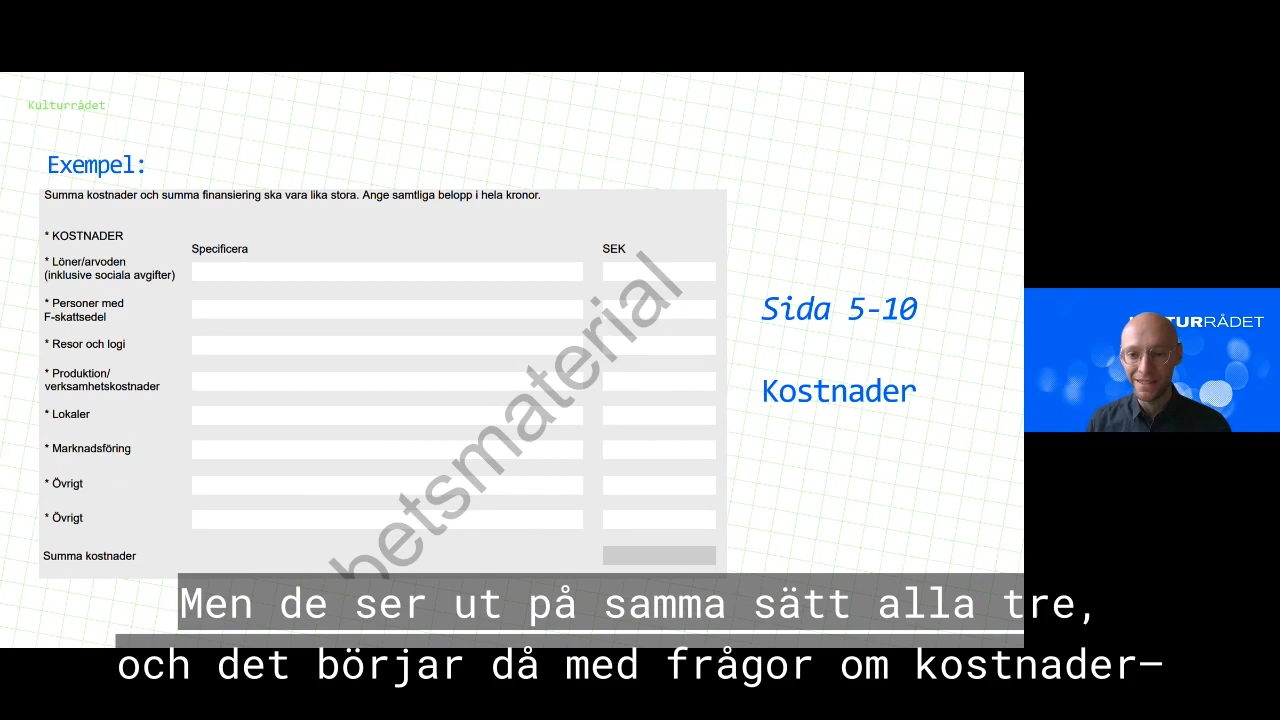 Kulturrådet
Exempel:
Summa kostnader och summa finansiering ska vara lika stora. Ange samtliga belopp i hela kronor.
* KOSTNADER
Specificera
SEK
* Löner/arvoden
(inklusive sociala avgifter)
* Personer med
F-skattsedel
* Resor och logi
* Produktion/
verksamhetskostnader
* Lokaler
* Marknadsföring
* Övrigt
* Övrigt
Summa kostnader
betsmaterial
Sida 5-10
Kostnader
TURRÅDET
Men de ser ut på samma sätt alla tre,
och det börjar då med frågor om kostnader–